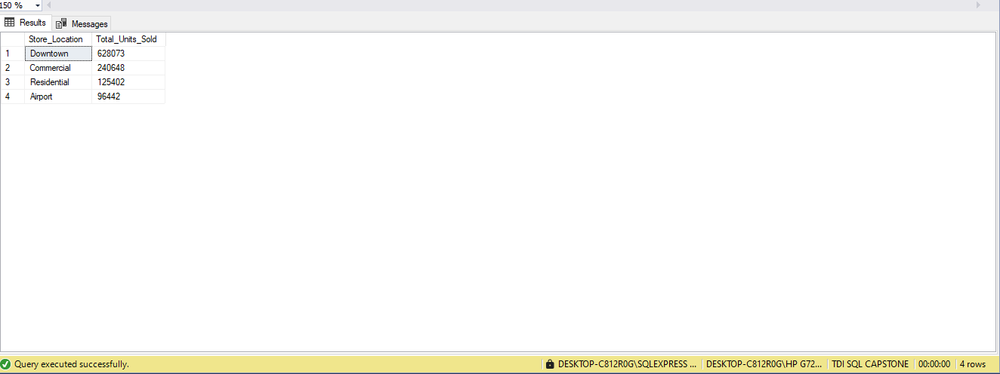 150 %
Results Messages
Store_Location Total_Units_Sold
1 Downtown 628073
2 Commercial 240648
3 Residential 125402
4 Airport 96442
Query executed successfully. DESKTOP-C812R0G\SQLEXPRESS ... DESKTOP-C812R0G\HP G72... TDI SQL CAPSTONE 00:00:00 4 rows